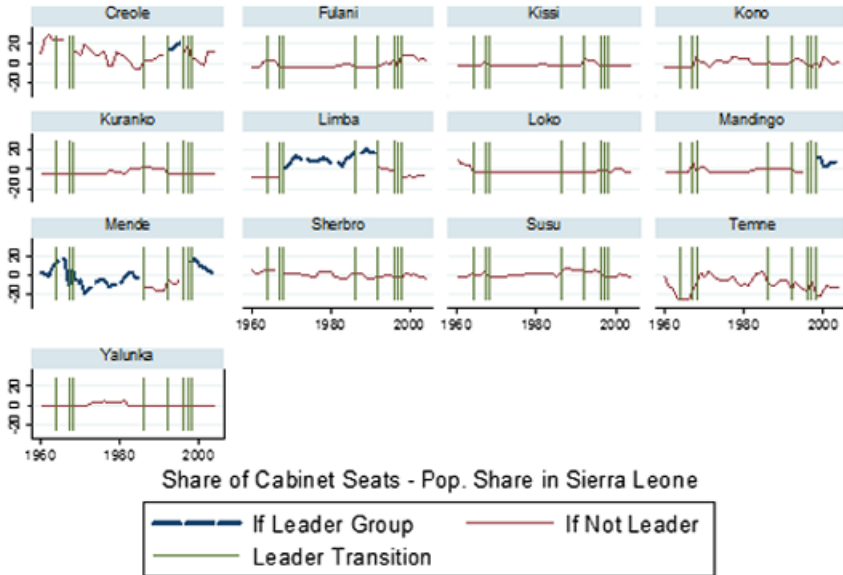 Creole Fulani Kissi Kono
20
0
-20
Kuranko Limba Loko Mandingo
20
0
-20
Mende Sherbro Susu Temne
20
0
-20
1960 1980 2000 1960 1980 2000 1960 1980 2000
Yalunka
20
0
-20
1960 1980 2000
Share of Cabinet Seats - Pop. Share in Sierra Leone
If Leader Group If Not Leader
Leader Transition